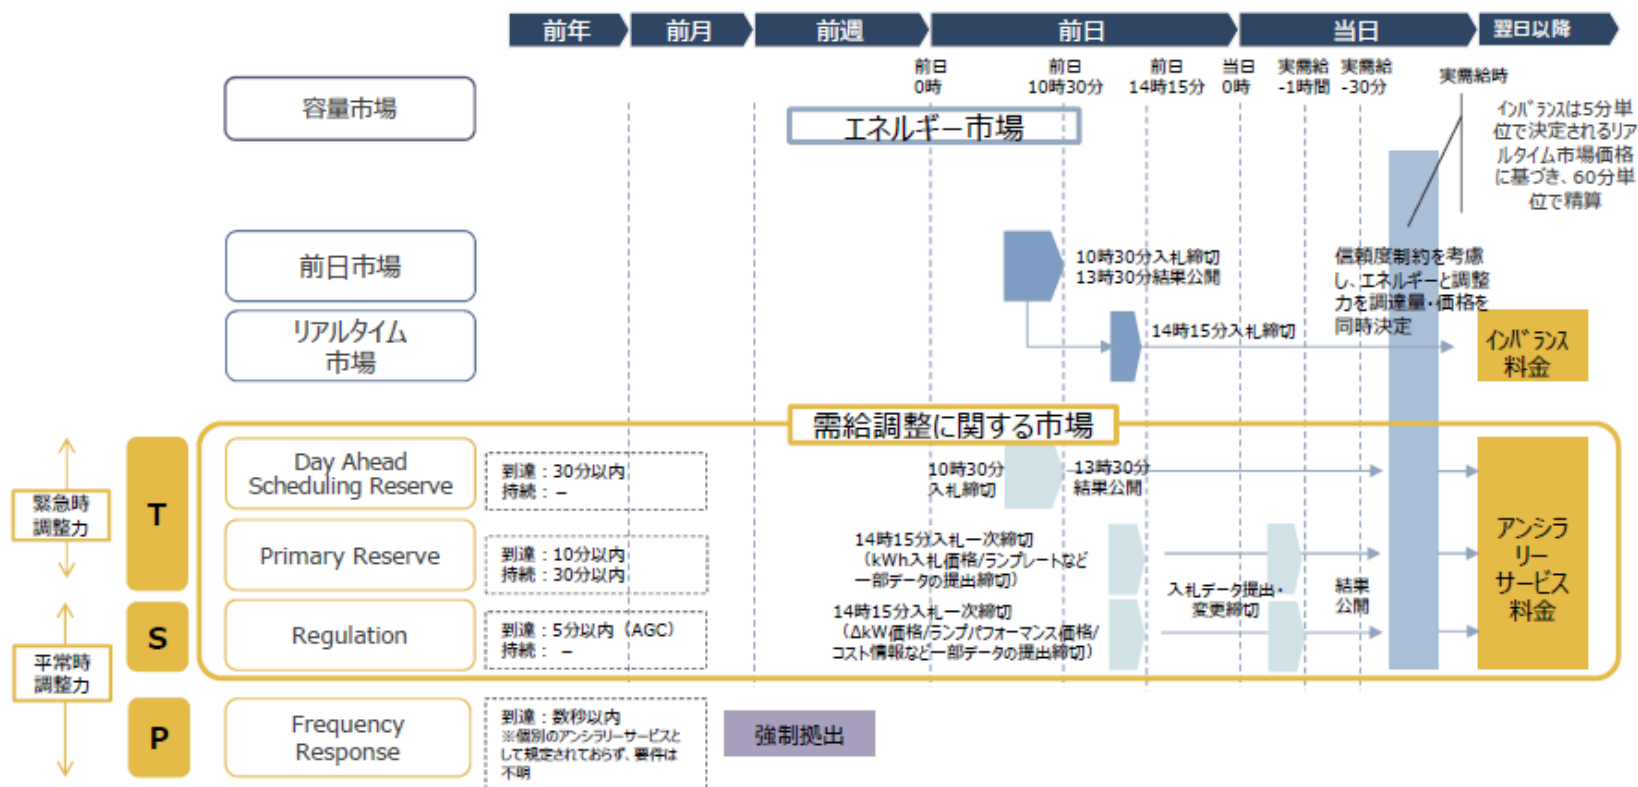 前年
前月
前週
前日
当日
翌日以降
前日
0時
前日
10時30分
前日
14時15分
当日
0時
実需給
-1時間
実需給
-30分
実需給時
容量市場
エネルギー市場
インバランスは5分単
位で決定されるリア
ルタイム市場価格
に基づき、60分単
位で精算
前日市場
10時30分入札締切
13時30分結果公開
信頼度制約を考慮
し、エネルギーと調整
力を調達量・価格を
同時決定
リアルタイム
市場
14時15分入札締切
インバランス
料金
需給調整に関する市場
緊急時
調整力
T
Day Ahead
Scheduling Reserve
到達：30分以内
持続：－
10時30分
入札締切
13時30分
結果公開
Primary Reserve
到達：10分以内
持続：30分以内
14時15分入札一次締切
（kWh入札価格/ランプレートなど
一部データの提出締切）
入札データ提出・
変更締切
結果
公開
アンシラ
リー
サービス
料金
平常時
調整力
S
Regulation
到達：5分以内（AGC）
持続： －
14時15分入札一次締切
（ΔkW価格/ランプパフォーマンス価格/
コスト情報など一部データの提出締切）
P
Frequency
Response
到達：数秒以内
※個別のアンシラリーサービスと
して規定されておらず、要件は
不明
強制拠出